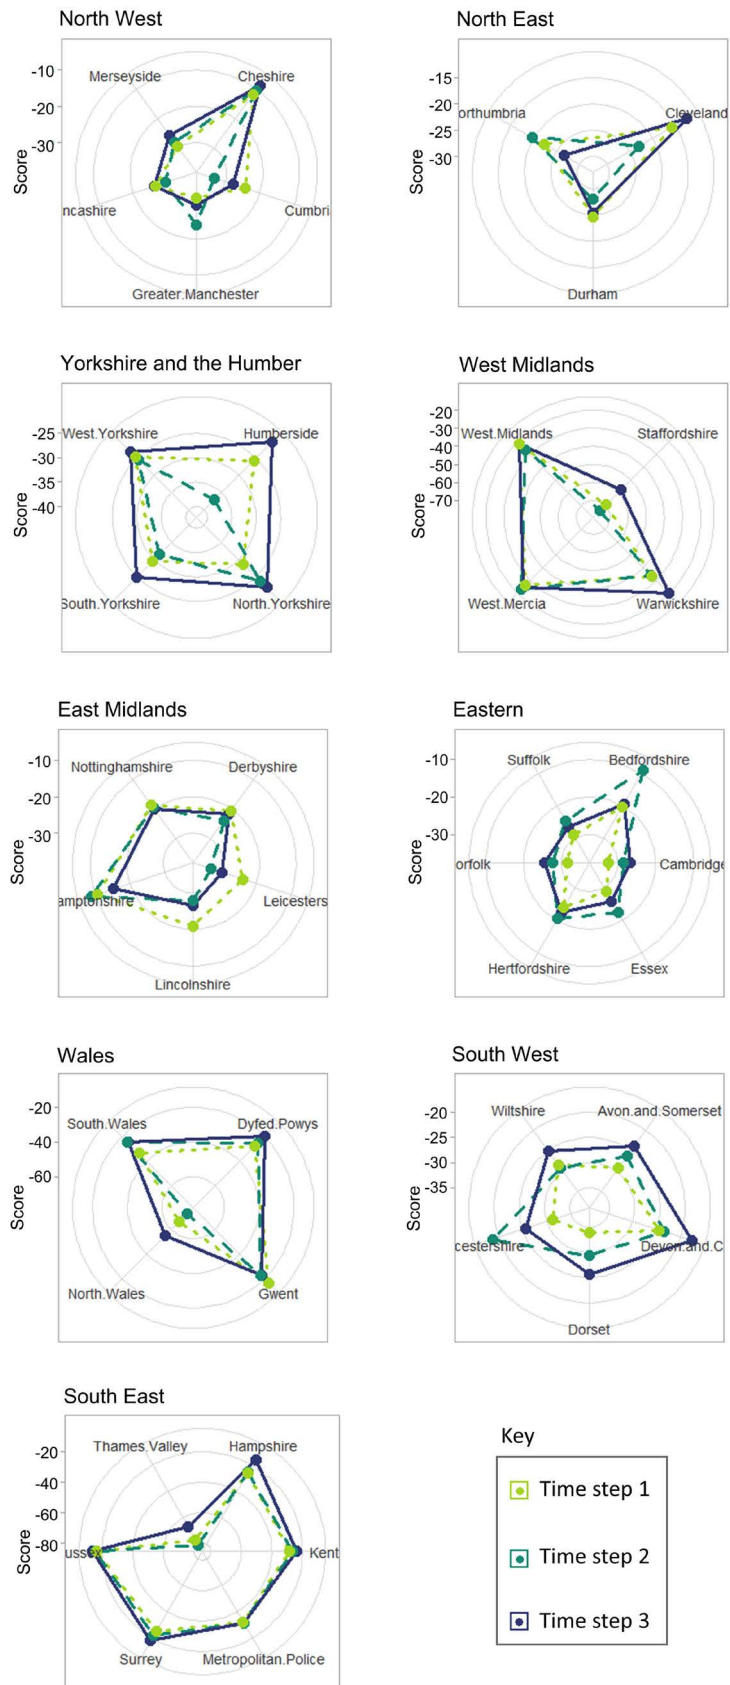 North West
North East
-10
-20
-30
Score
Merseyside
Cheshire
ncashire
Cumbri
Greater.Manchester
-15
-20
-25
-30
Score
orthumbria
Cleveland
Durham
Yorkshire and the Humber
West Midlands
-25
-30
-35
-40
Score
West.Yorkshire
Humberside
South.Yorkshire
North.Yorkshire
-20
-30
-40
-50
-60
-70
Score
West.Midlands
Staffordshire
West.Mercia
Warwickshire
East Midlands
Eastern
-10
-20
-30
Score
Nottinghamshire
Derbyshire
amptonshire
Leicesters
Lincolnshire
-10
-20
-30
Score
Suffolk
Bedfordshire
orfolk
Cambridge
Hertfordshire
Essex
Wales
South West
-20
-40
-60
Score
South.Wales
Dyfed.Powys
North.Wales
Gwent
-20
-25
-30
-35
Score
Wiltshire
Avon.and.Somerset
cestershire
Devon.and.C
Dorset
South East
-20
-40
-60
-80
Score
Thames.Valley
Hampshire
ussex
Kent
Surrey
Metropolitan.Police
Key
Time step 1
Time step 2
Time step 3